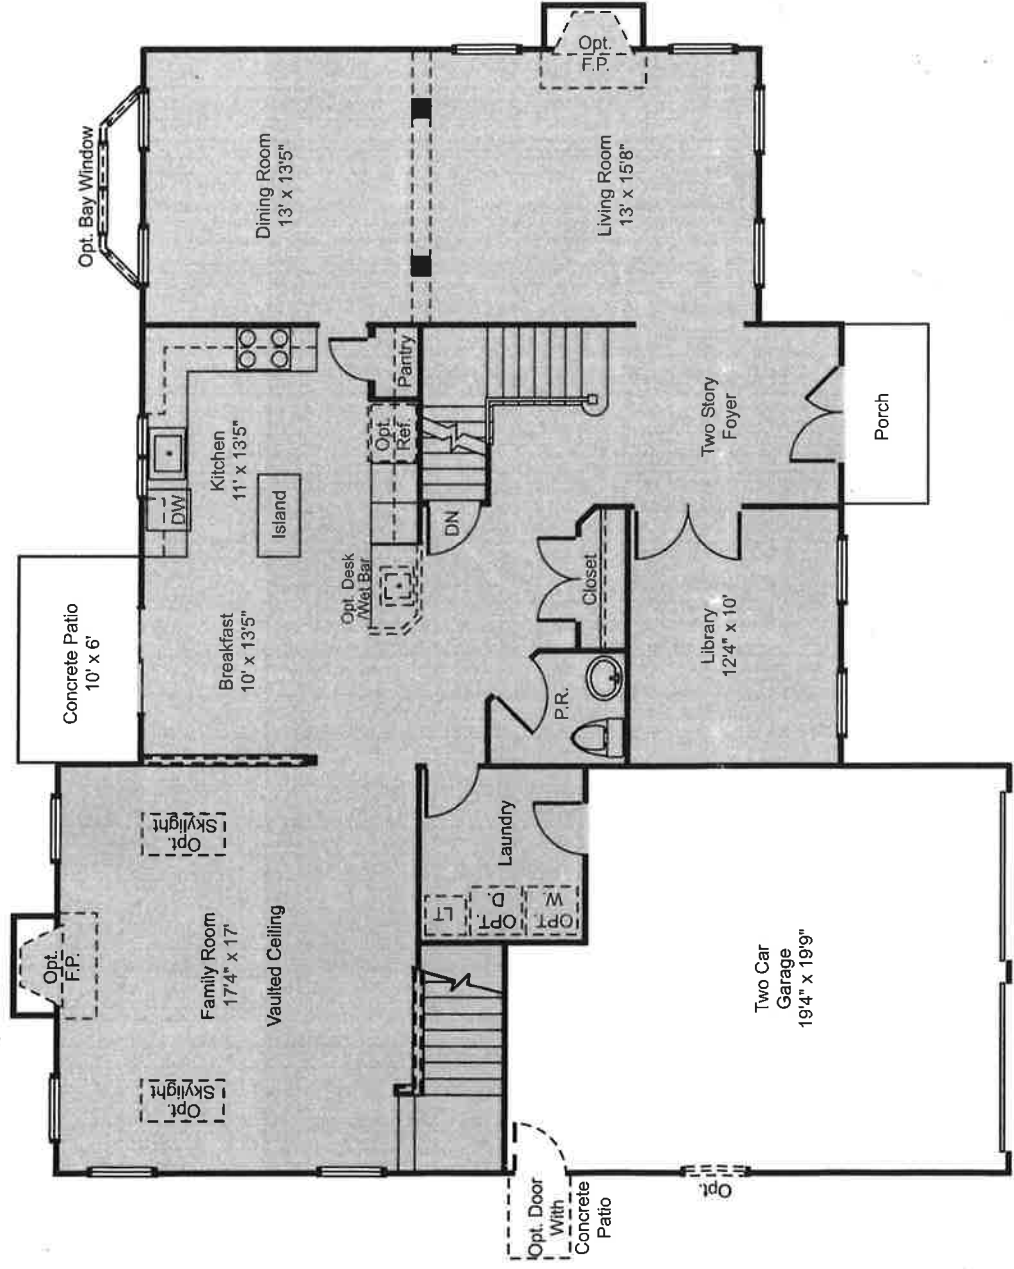 Opt.
F.P.
Opt. Bay Window
Dining Room
13' x 13'5"
Living Room
13' x 15'8"
Pantry
Opt.
Ref.
Kitchen
11' x 13'5"
DW
Island
DN
Two Story
Foyer
Porch
Opt. Desk
/Wet Bar
Closet
Concrete Patio
10' x 6'
Breakfast
10' x 13'5"
P.R.
Library
12'4" x 10'
Opt.
Skylight
Laundry
LT
OPT.
D.
OPT.
W.
Opt.
F.P.
Family Room
17'4" x 17'
Vaulted Ceiling
Opt.
Skylight
Two Car
Garage
19'4" x 19'9"
Opt. Door
With
Concrete
Patio
Opt.